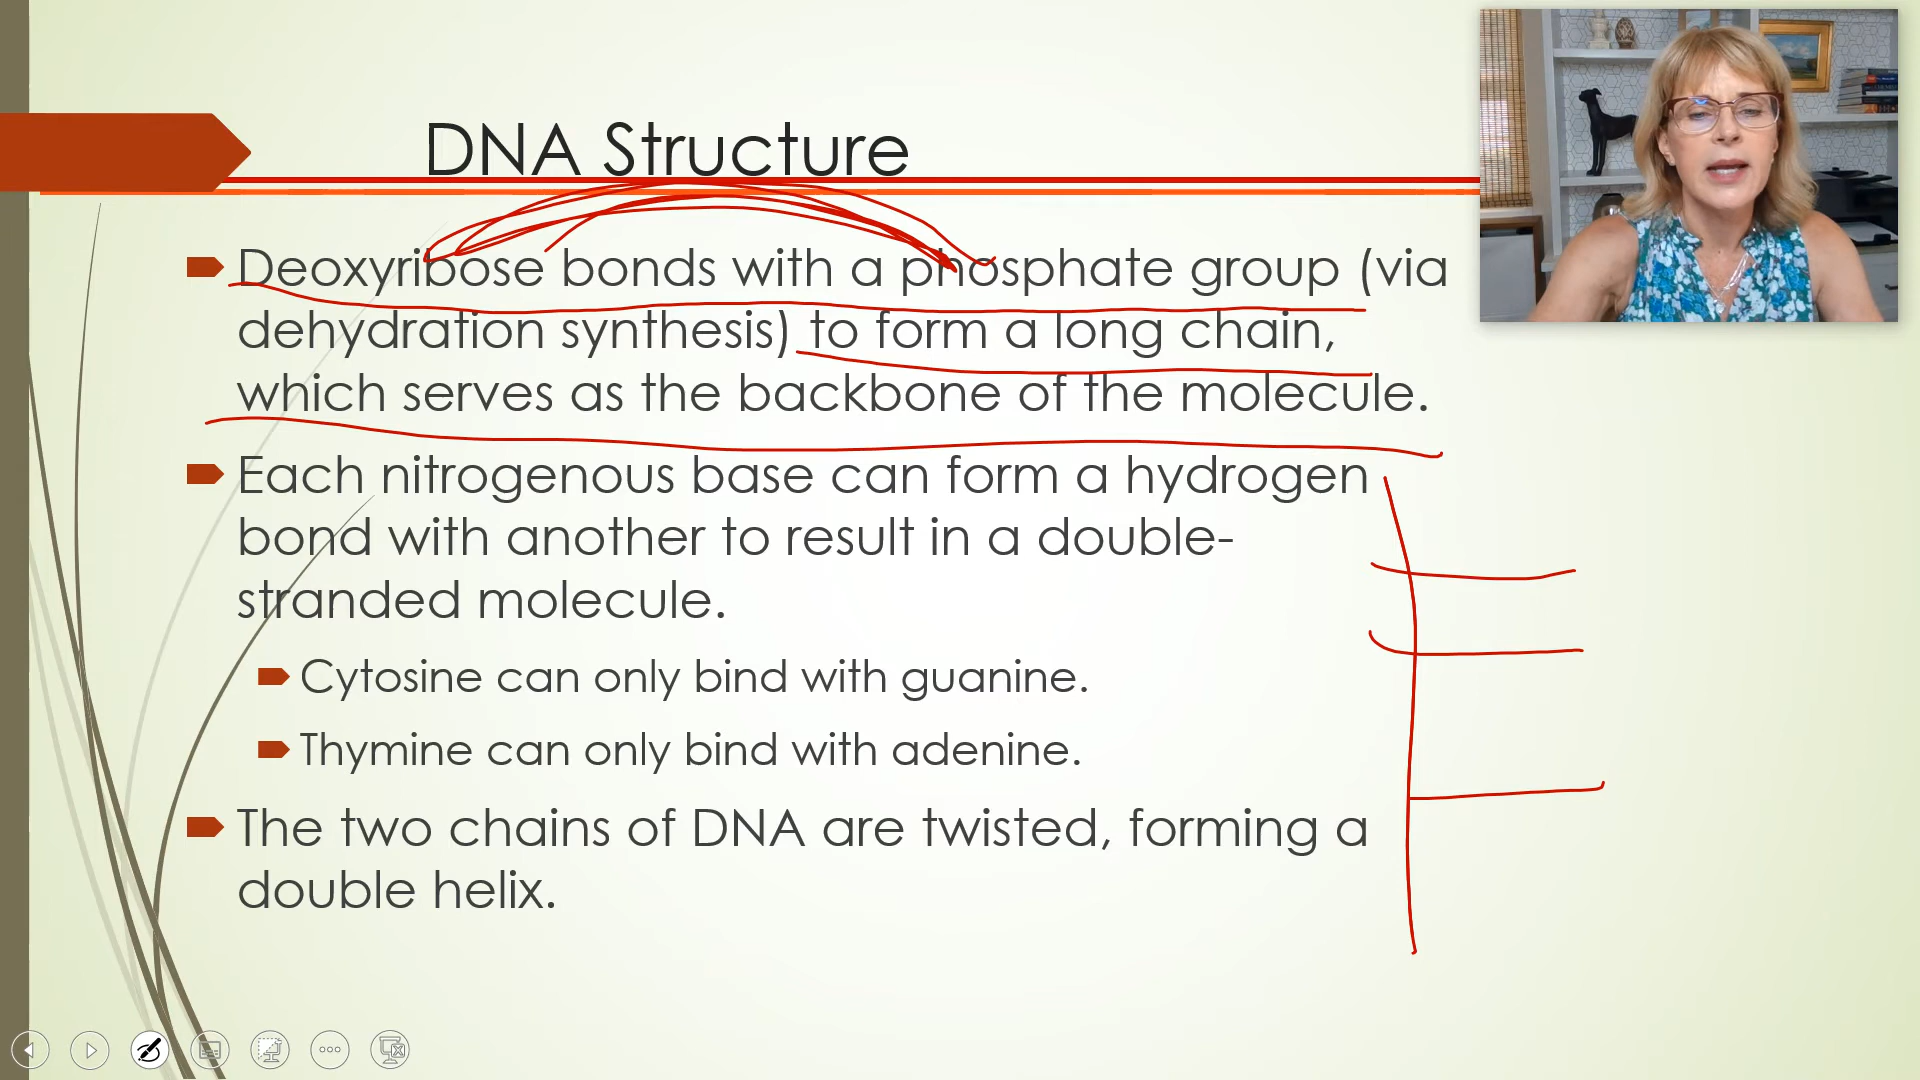 DNA Structure
Deoxyribose bonds with a phosphate group (via
dehydration synthesis) to form a long chain,
which serves as the backbone of the molecule.
Each nitrogenous base can form a hydrogen
bond with another to result in a double-
stranded molecule.
Cytosine can only bind with guanine.
Thymine can only bind with adenine.
The two chains of DNA are twisted, forming a
double helix.